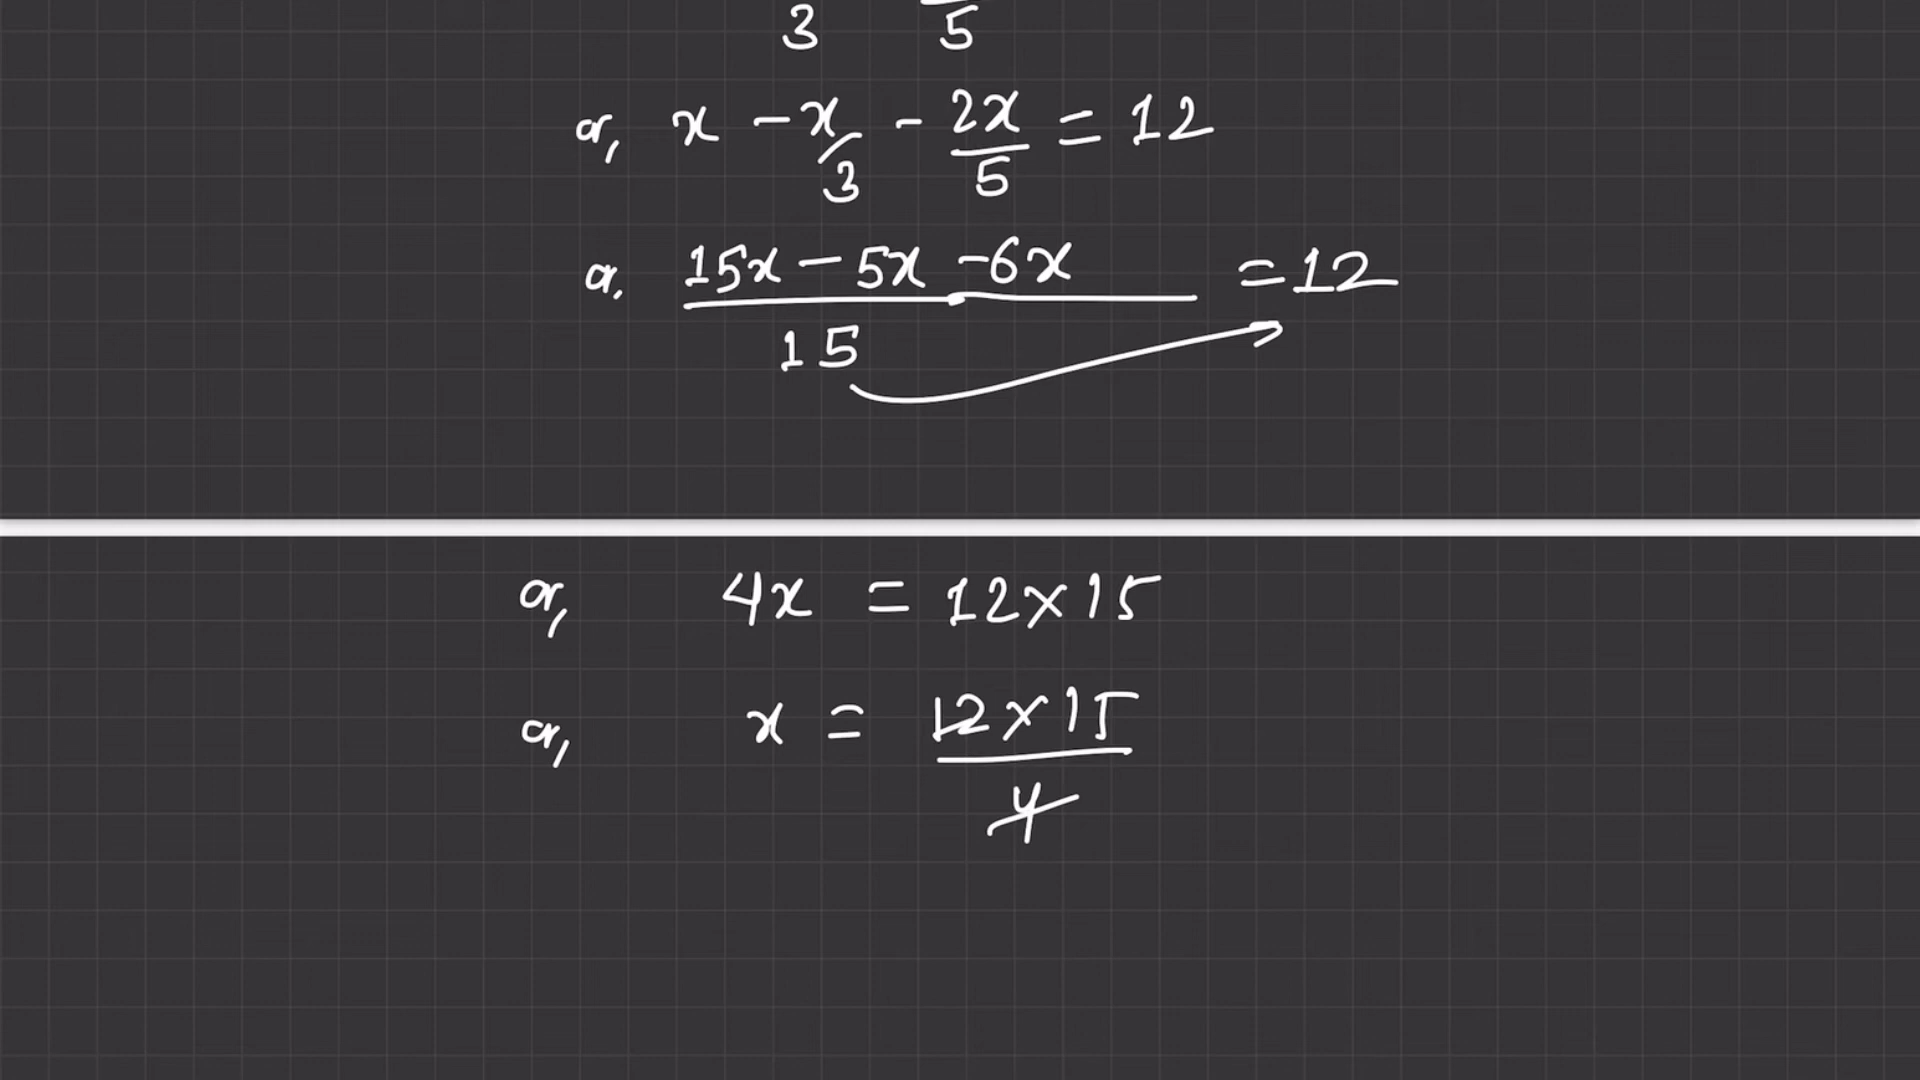 3 5
or, x - x/3 - 2x/5 = 12
or, 15x - 5x - 6x = 12
15
or, 4x = 12 × 15
or, x = 12 × 15
4